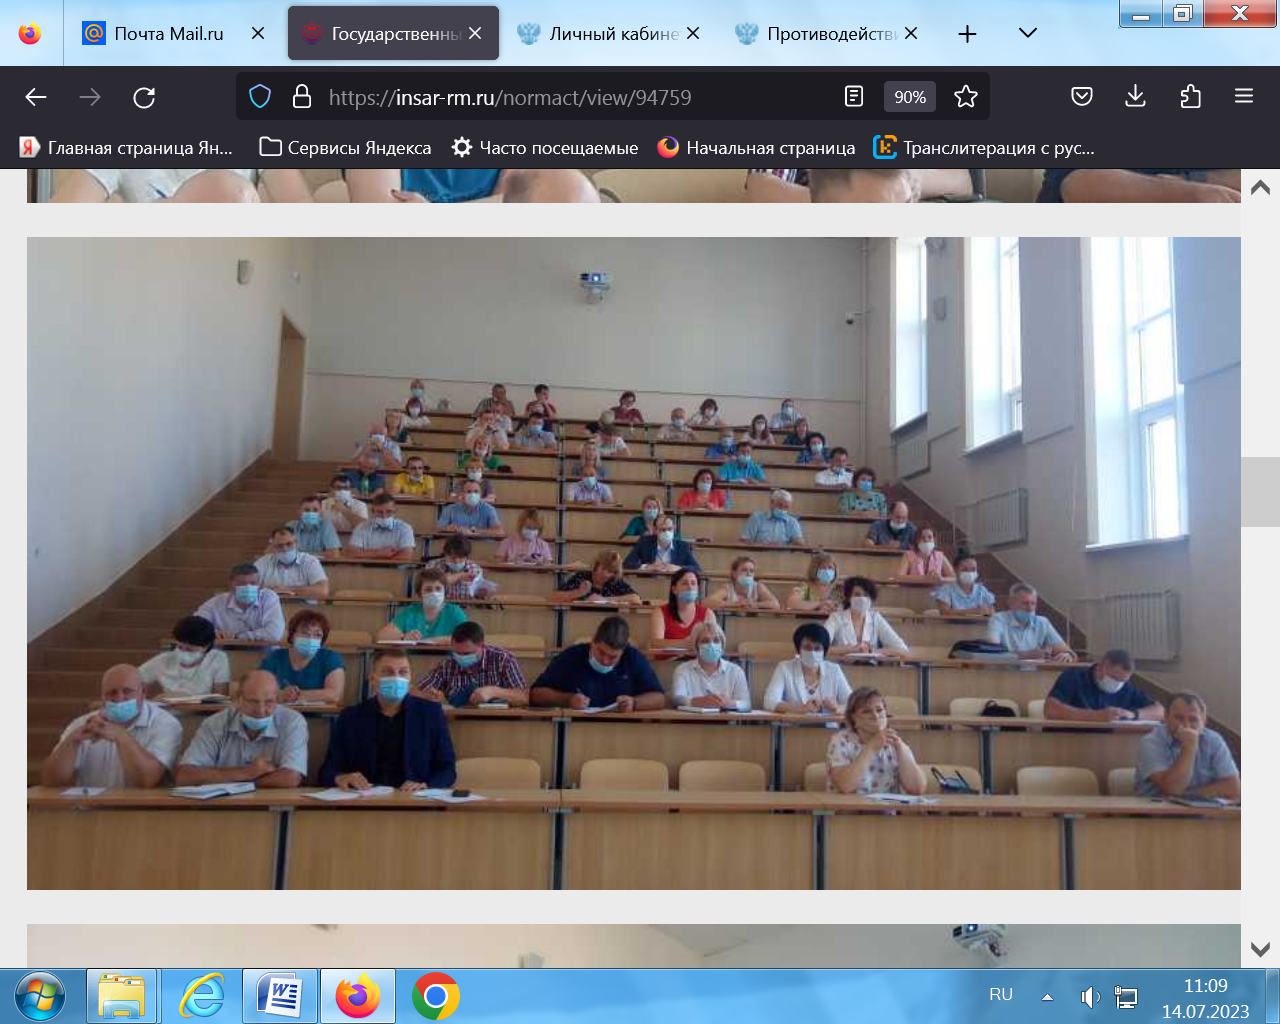 Почта Mail.ru
Государственны
Личный кабине
Противодействи
https://insar-rm.ru/normact/view/94759
90%
Главная страница Ян...
Сервисы Яндекса
Часто посещаемые
Начальная страница
Транслитерация с рус...
RU
11:09
14.07.2023